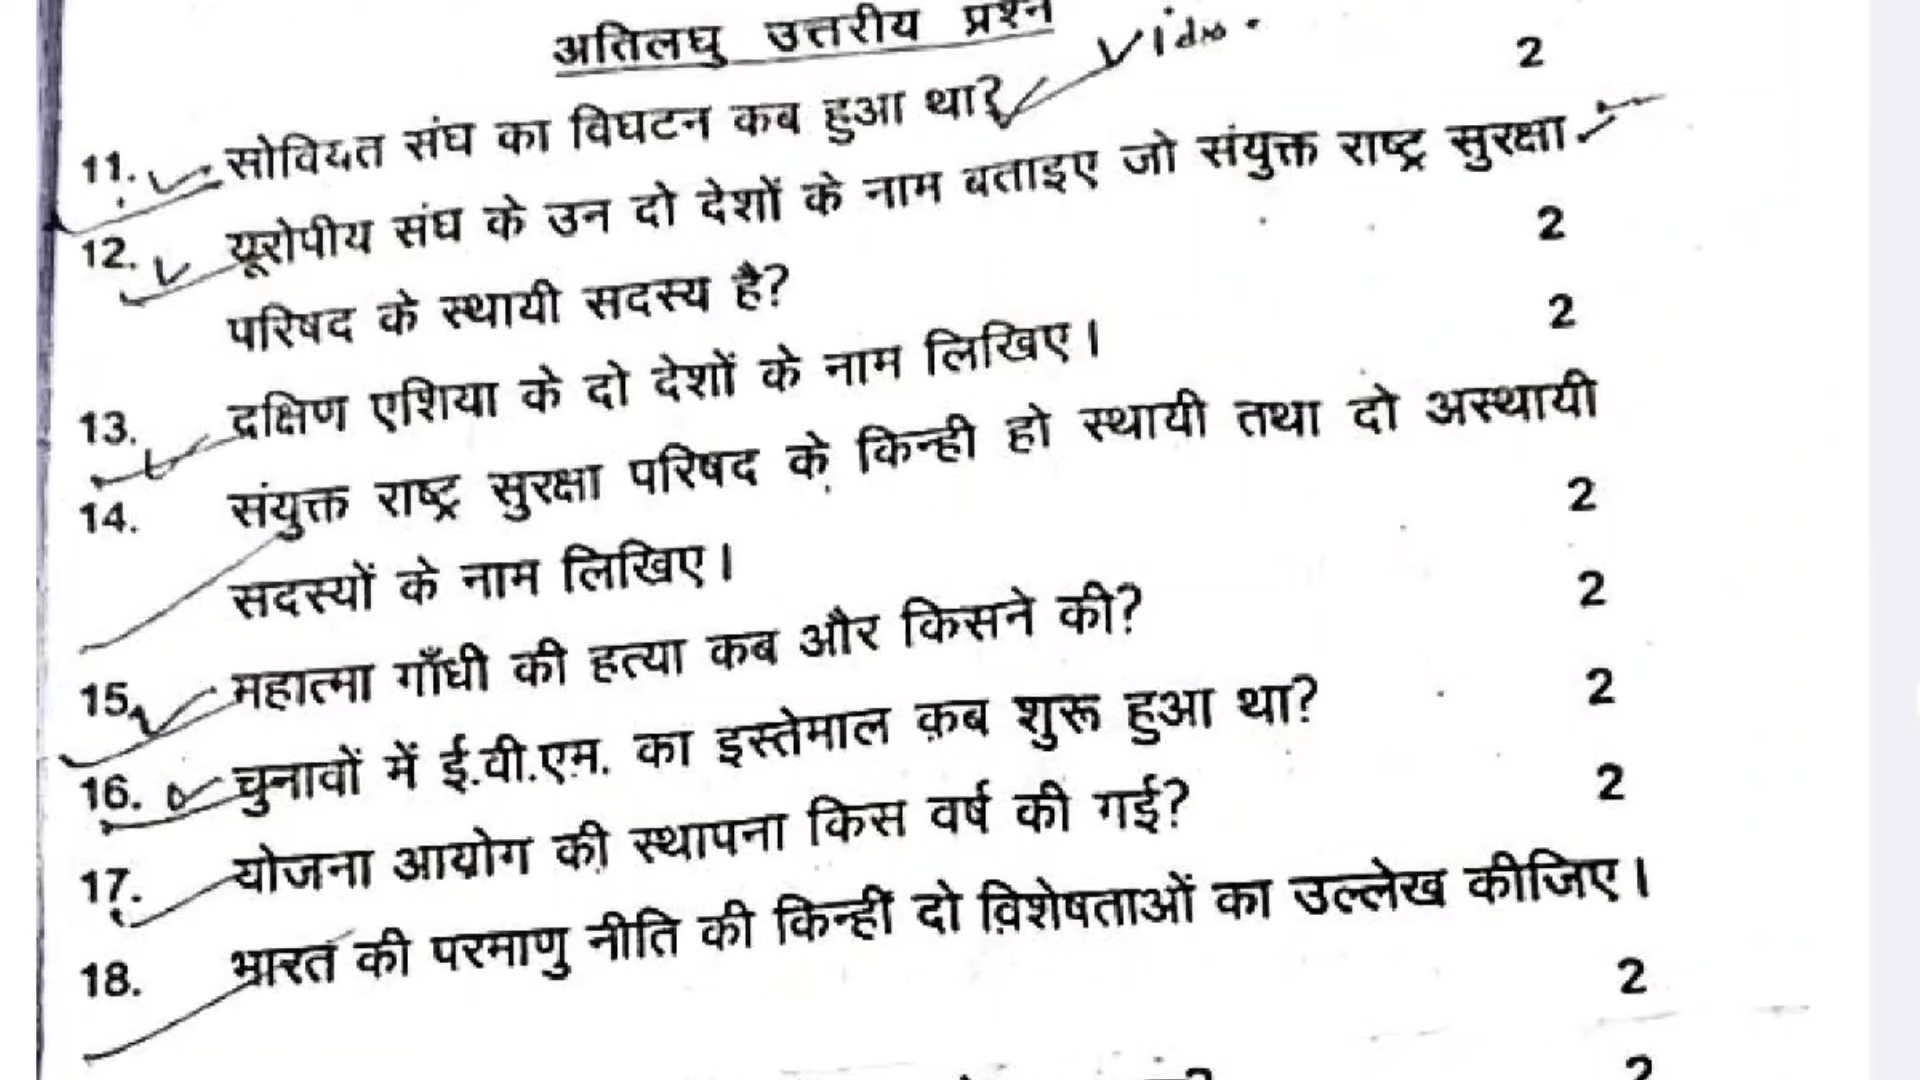 अतिलघु उत्तरीय प्रश्न
Video.
11. सोवियत संघ का विघटन कब हुआ था? 2
12. यूरोपीय संघ के उन दो देशों के नाम बताइए जो संयुक्त राष्ट्र सुरक्षा
परिषद के स्थायी सदस्य है? 2
13. दक्षिण एशिया के दो देशों के नाम लिखिए। 2
14. संयुक्त राष्ट्र सुरक्षा परिषद के किन्ही हो स्थायी तथा दो अस्थायी
सदस्यों के नाम लिखिए। 2
15. महात्मा गाँधी की हत्या कब और किसने की? 2
16. चुनावों में ई.वी.एम. का इस्तेमाल कब शुरू हुआ था? 2
17. योजना आयोग की स्थापना किस वर्ष की गई? 2
18. भारत की परमाणु नीति की किन्हीं दो विशेषताओं का उल्लेख कीजिए।
2
2